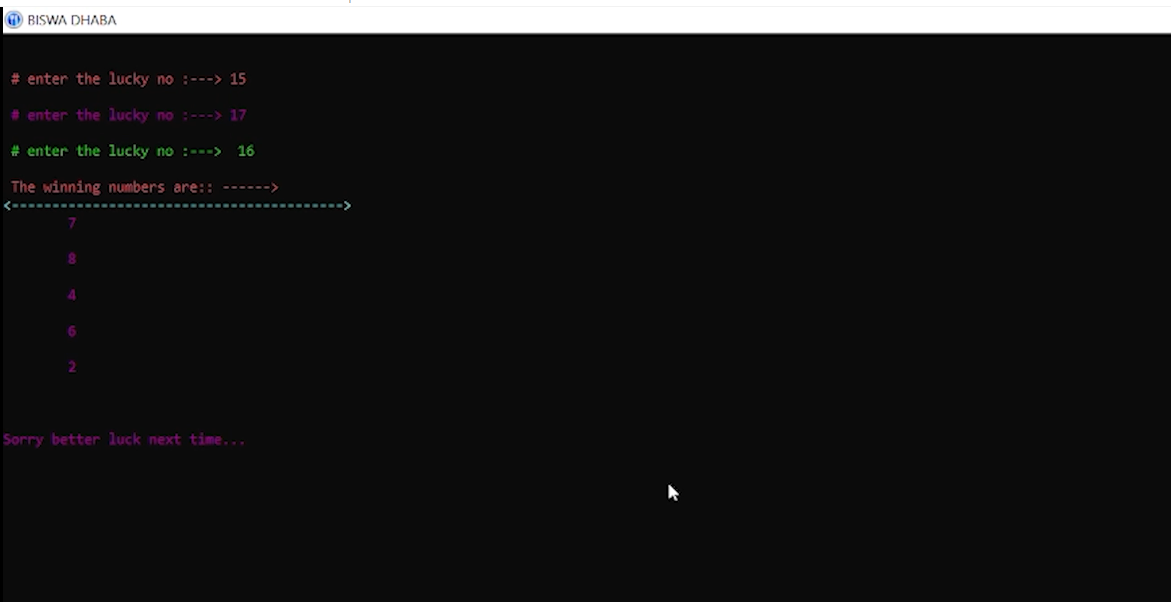 BISWA DHABA
# enter the lucky no :---> 15
# enter the lucky no :---> 17
# enter the lucky no :---> 16
The winning numbers are:: ------>
<----------------------------------------->
7
8
4
6
2
Sorry better luck next time...